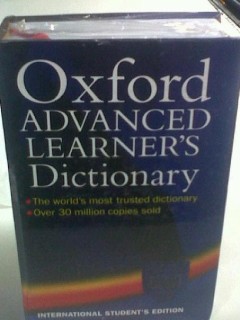 Oxford
ADVANCED
LEARNER'S
Dictionary
• The world's most trusted dictionary
• Over 30 million copies sold
INTERNATIONAL STUDENT'S EDITION